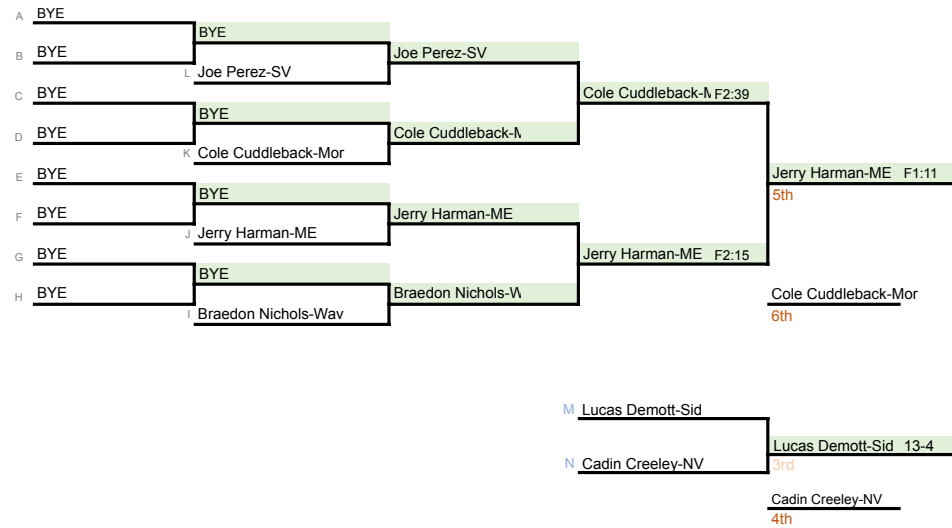 A BYE
BYE
B BYE
Joe Perez-SV
L Joe Perez-SV
C BYE
Cole Cuddleback-M F2:39
BYE
D BYE
Cole Cuddleback-M
K Cole Cuddleback-Mor
E BYE
Jerry Harman-ME F1:11
BYE
5th
F BYE
Jerry Harman-ME
J Jerry Harman-ME
G BYE
Jerry Harman-ME F2:15
BYE
H BYE
Braedon Nichols-W
Cole Cuddleback-Mor
I Braedon Nichols-Wav
6th
M Lucas Demott-Sid
Lucas Demott-Sid 13-4
N Cadin Creeley-NV
3rd
Cadin Creeley-NV
4th